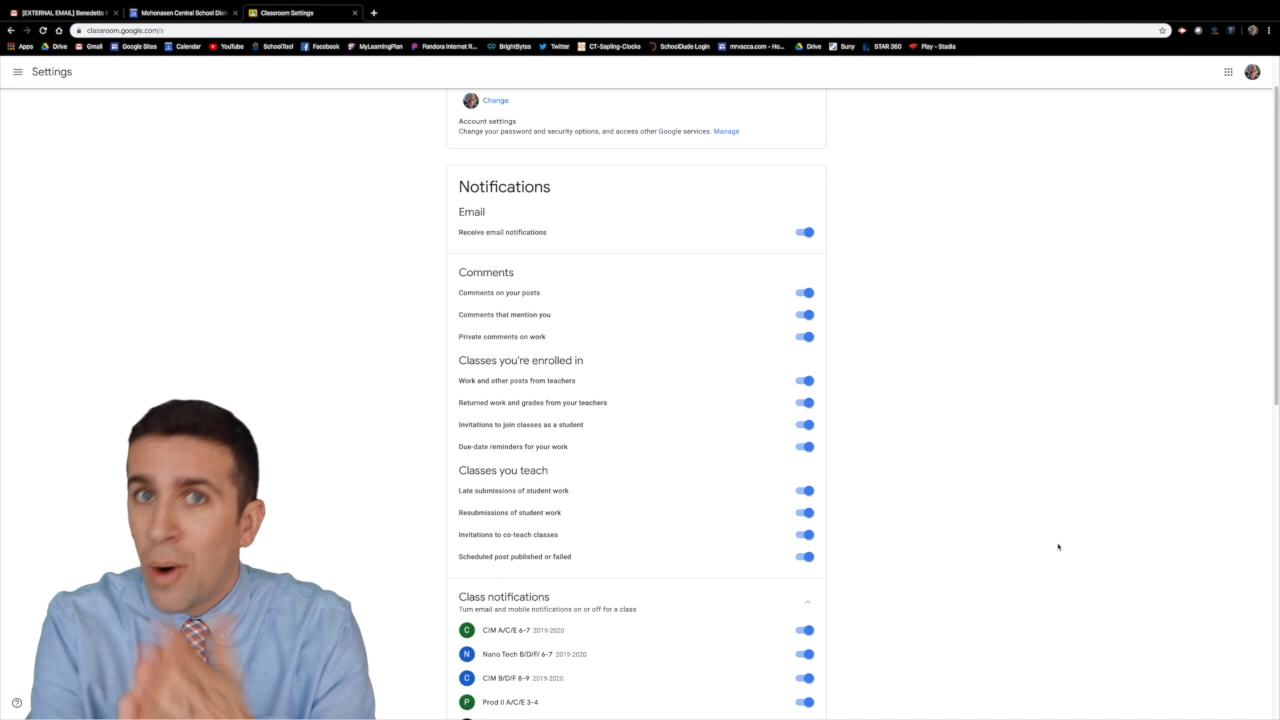 [EXTERNAL EMAIL] Benedetto
Mohonasen Central School Dis
Classroom Settings
classroom.google.com/s
Apps
Drive
Gmail
Google Sites
Calendar
YouTube
SchoolTool
Facebook
MyLearningPlan
Pandora Internet R...
BrightBytes
Twitter
CT-Sapling-Clocks
SchoolDude Login
mrvacca.com - Ho...
Drive
Suny
STAR 360
Play - Stadia
Settings
Change
Account settings
Change your password and security options, and access other Google services. Manage
Notifications
Email
Receive email notifications
Comments
Comments on your posts
Comments that mention you
Private comments on work
Classes you're enrolled in
Work and other posts from teachers
Returned work and grades from your teachers
Invitations to join classes as a student
Due-date reminders for your work
Classes you teach
Late submissions of student work
Resubmissions of student work
Invitations to co-teach classes
Scheduled post published or failed
Class notifications
Turn email and mobile notifications on or off for a class
C CIM A/C/E 6-7 2019-2020
N Nano Tech B/D/F/ 6-7 2019-2020
C CIM B/D/F 8-9 2019-2020
P Prod II A/C/E 3-4